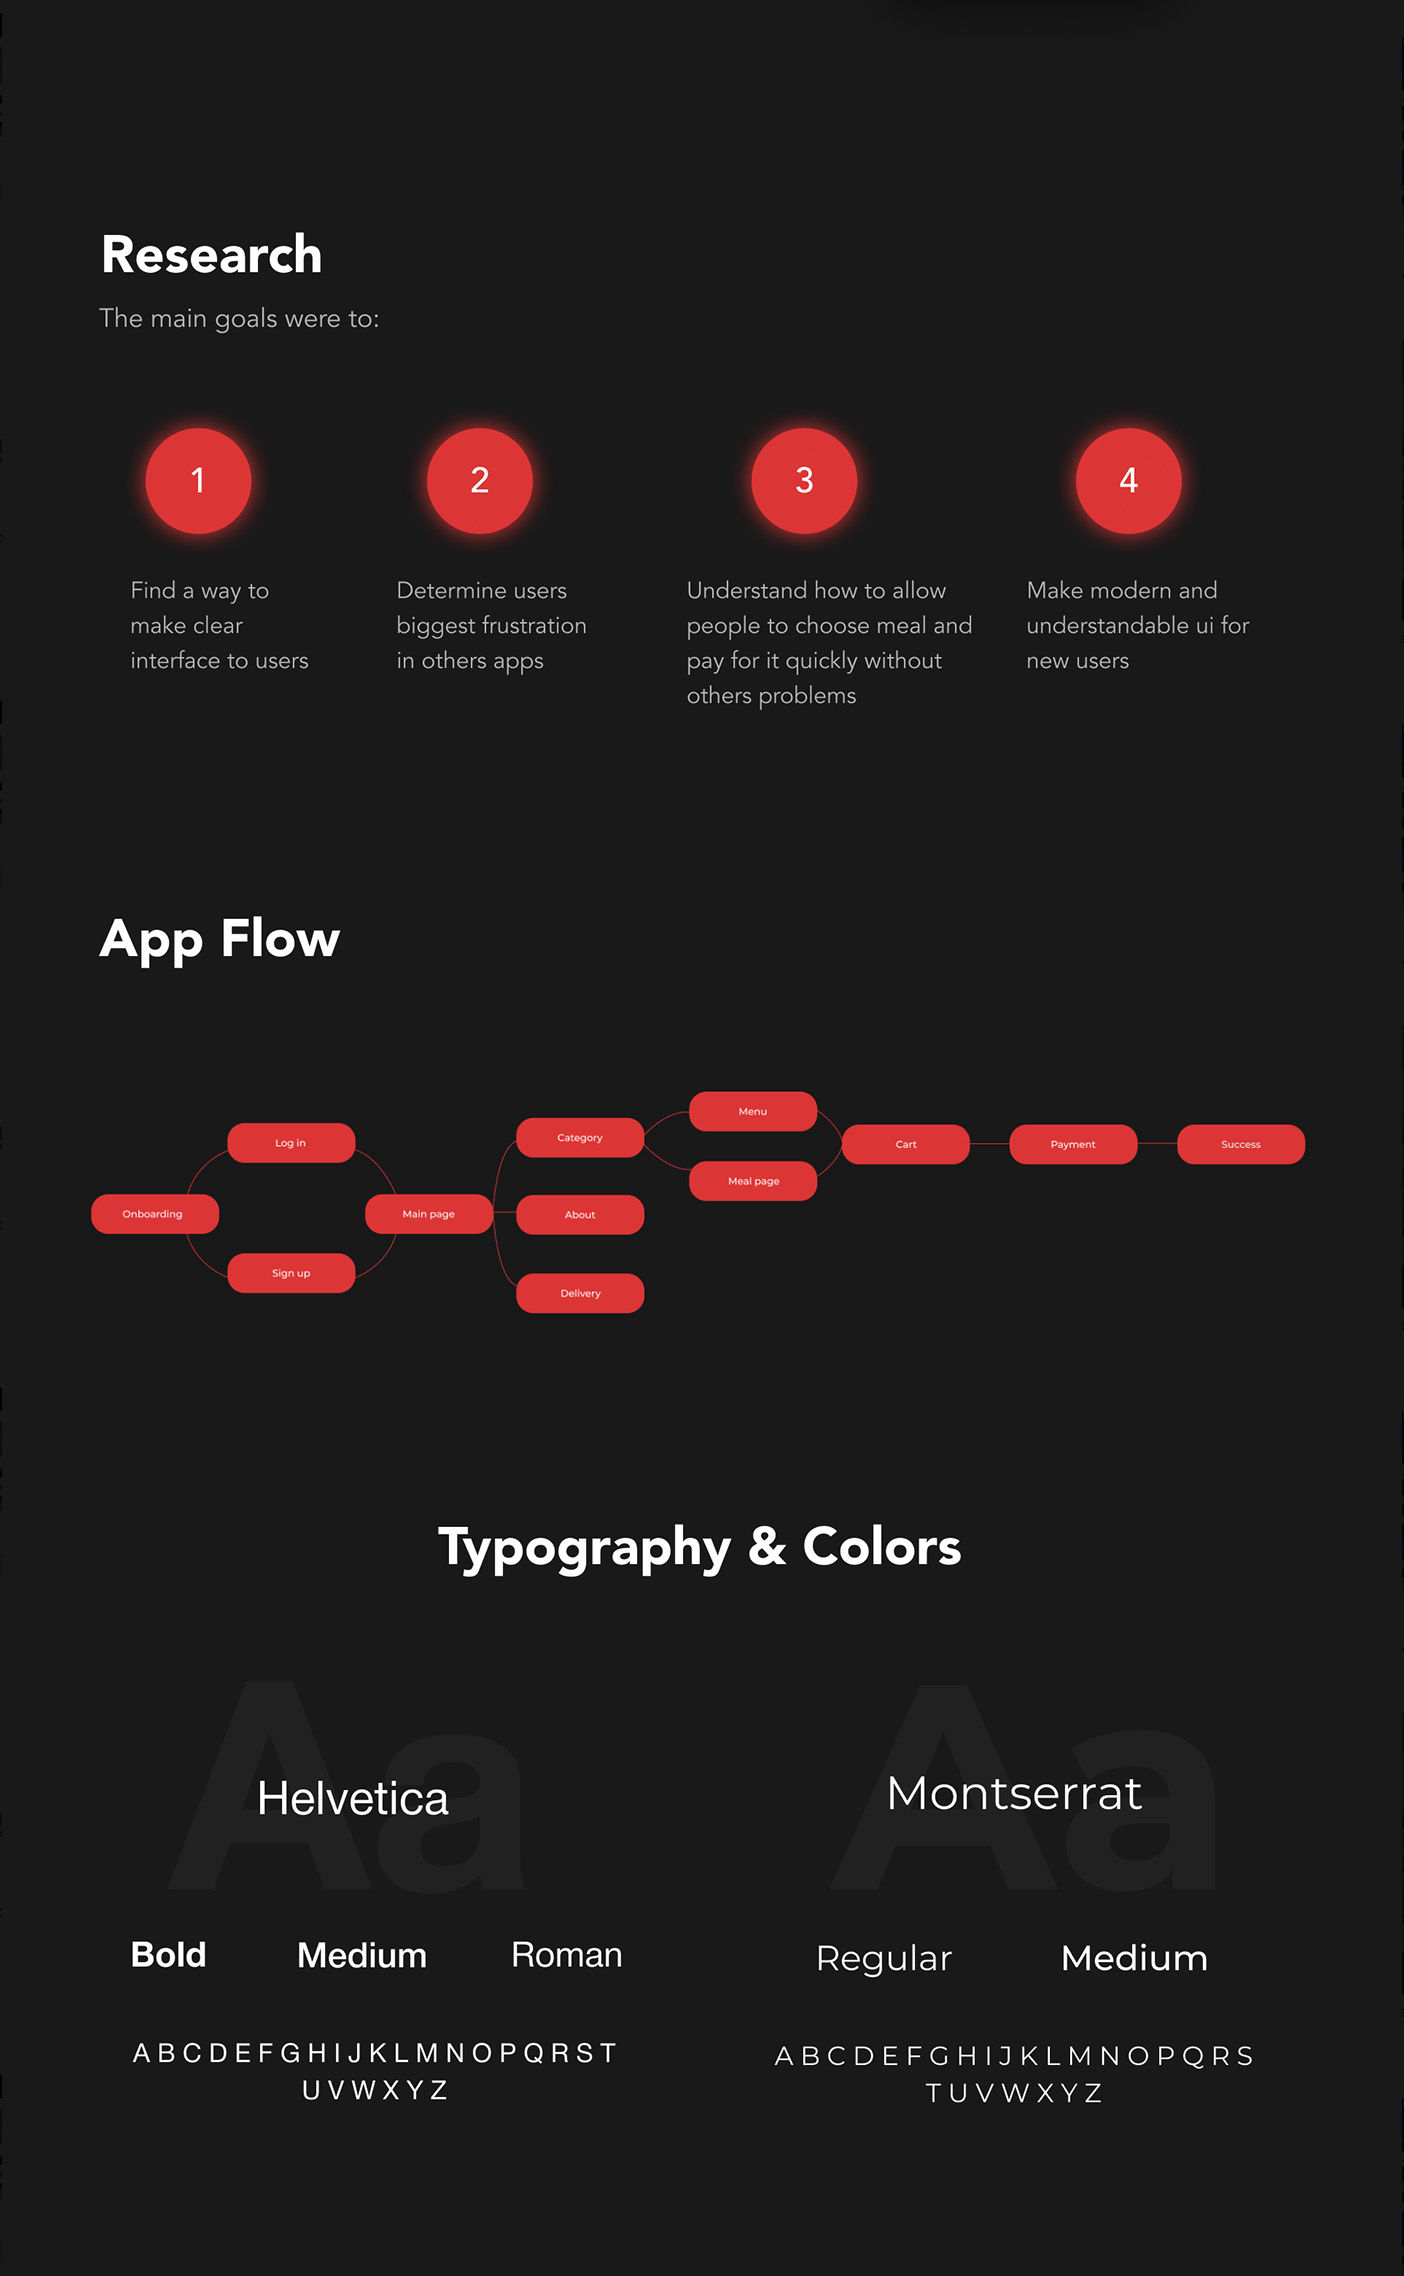 Research
The main goals were to:
1
Find a way to
make clear
interface to users
2
Determine users
biggest frustration
in others apps
3
Understand how to allow
people to choose meal and
pay for it quickly without
others problems
4
Make modern and
understandable ui for
new users
App Flow
Onboarding
Log in
Sign up
Main page
Category
About
Delivery
Menu
Meal page
Cart
Payment
Success
Typography & Colors
Aa
Helvetica
Bold Medium Roman
A B C D E F G H I J K L M N O P Q R S T
U V W X Y Z
Aa
Montserrat
Regular Medium
A B C D E F G H I J K L M N O P Q R S
T U V W X Y Z